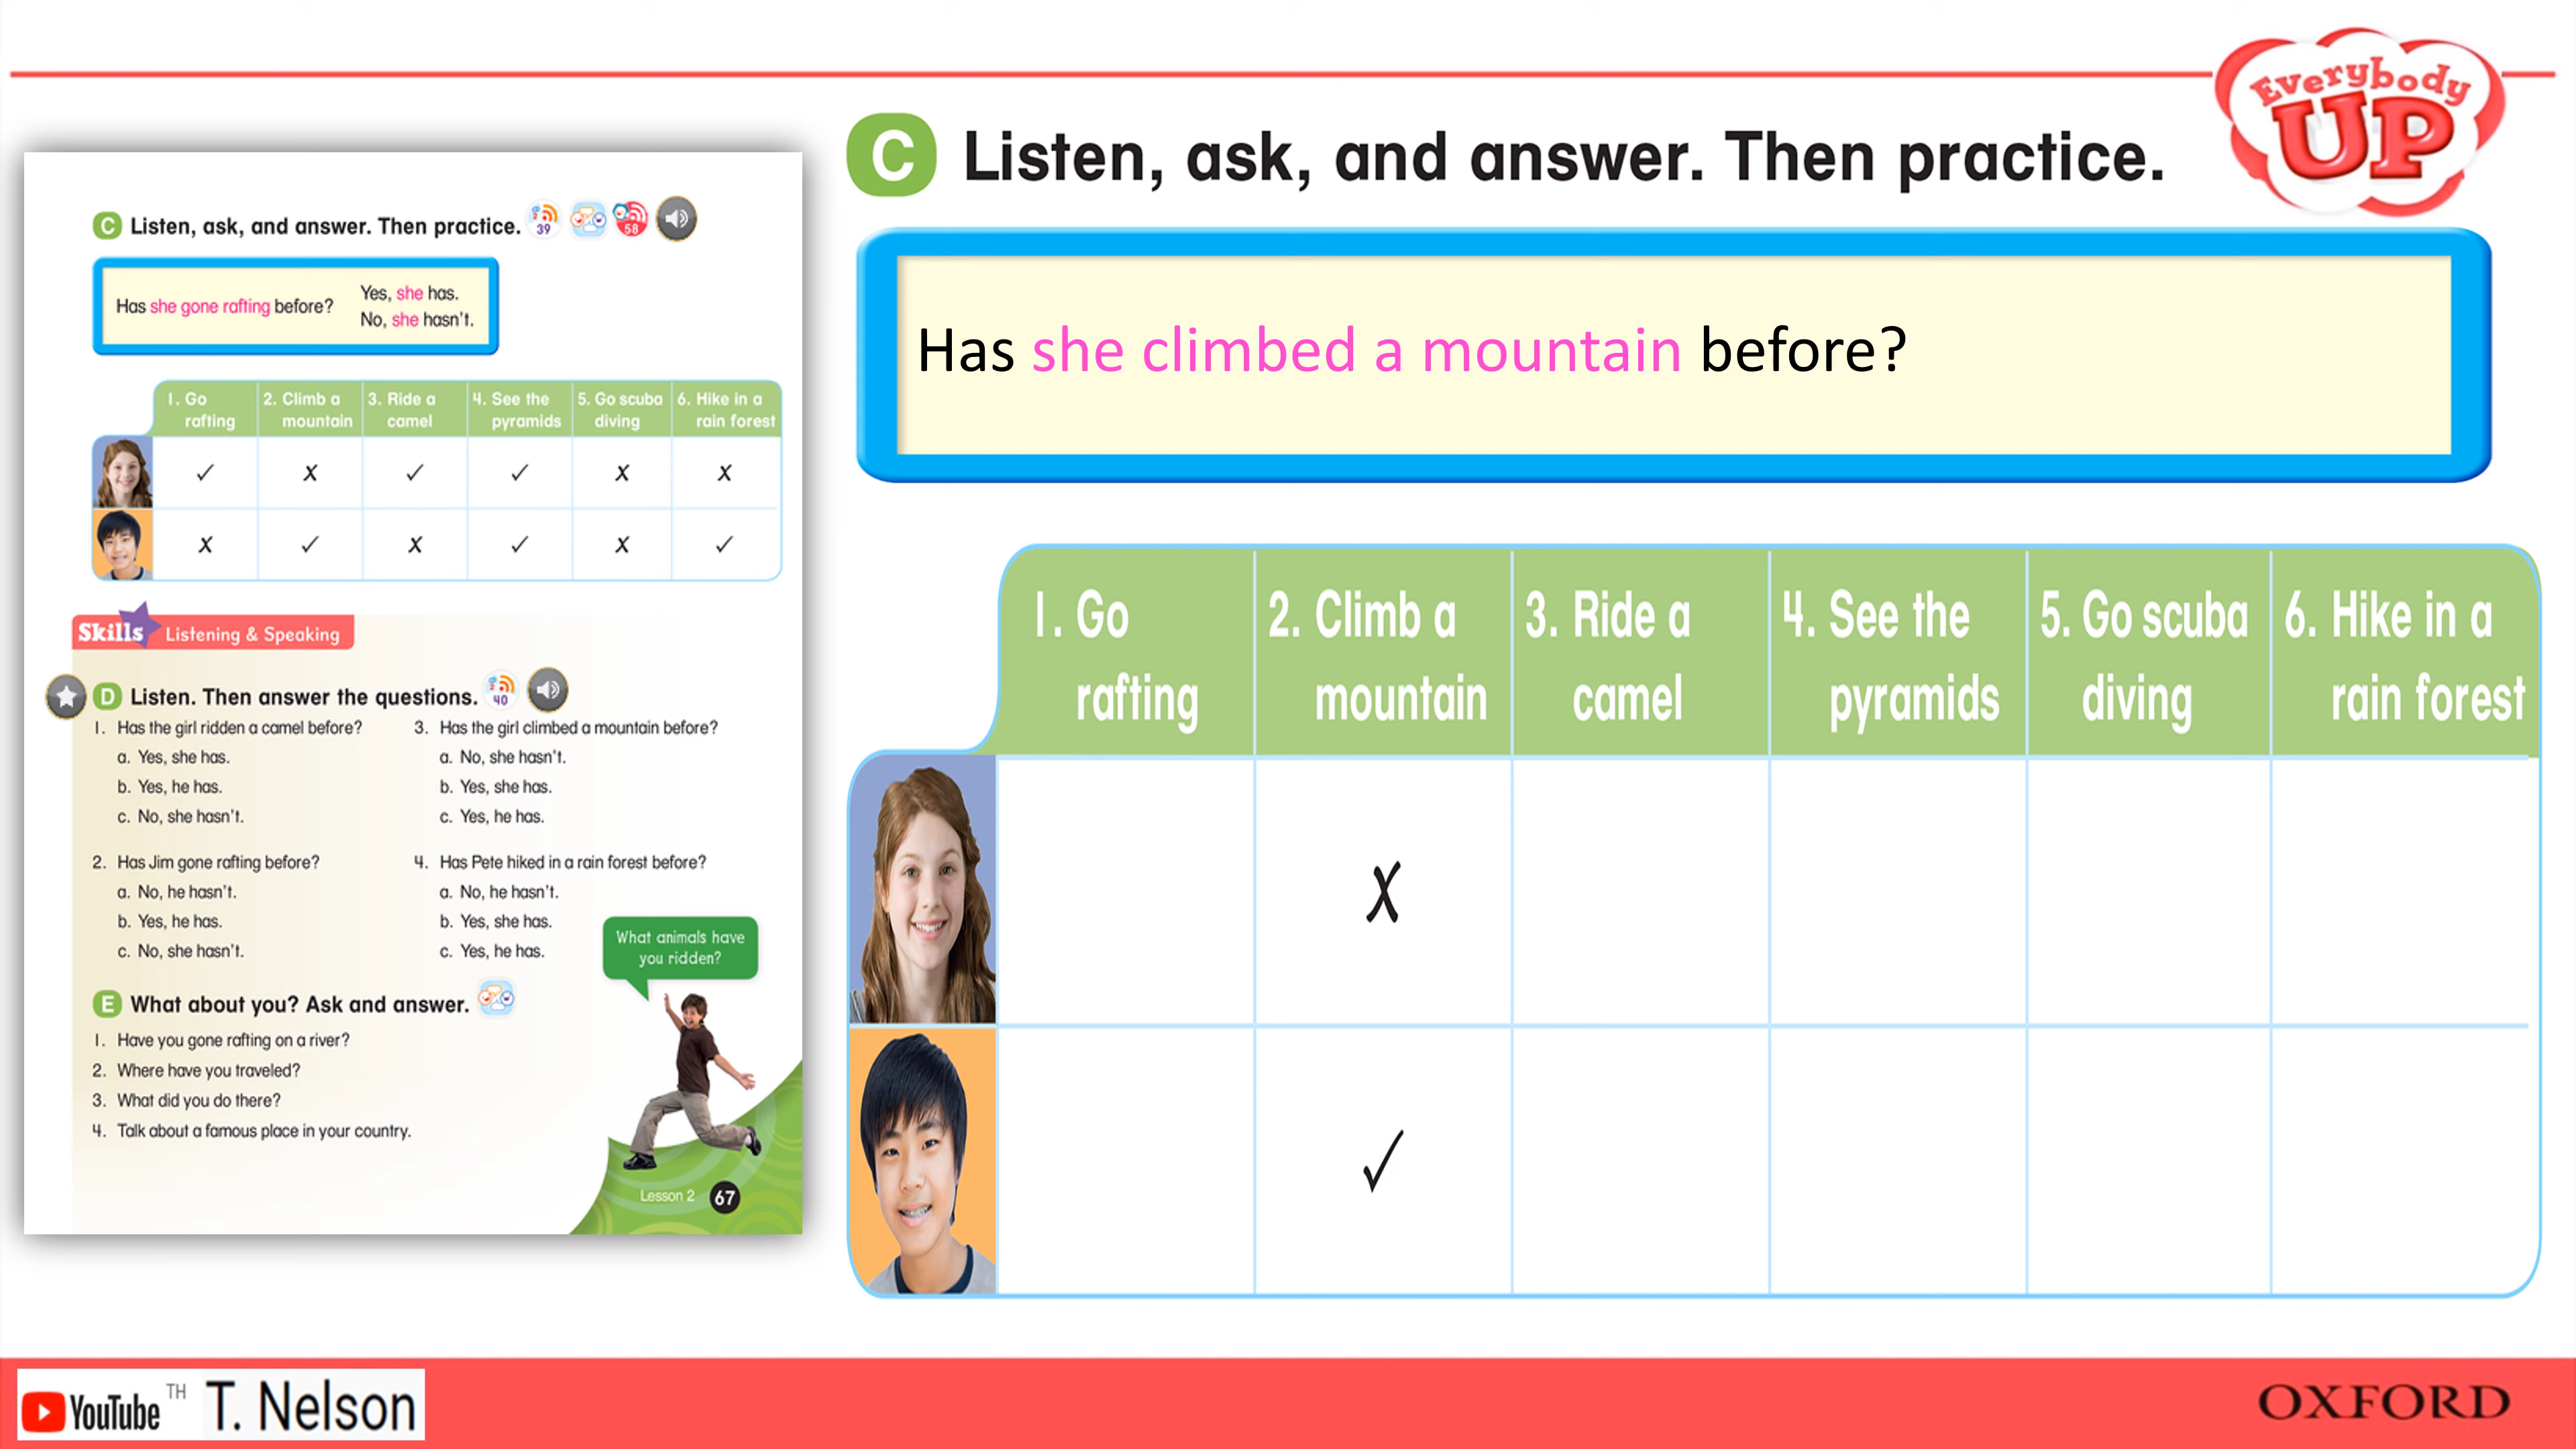 Everybody
UP
C Listen, ask, and answer. Then practice. 39 58
Has she gone rafting before?
Yes, she has.
No, she hasn't.
1. Go rafting
2. Climb a mountain
3. Ride a camel
4. See the pyramids
5. Go scuba diving
6. Hike in a rain forest
✓ ✗ ✓ ✓ ✗ ✗
✗ ✓ ✗ ✓ ✗ ✓
Skills Listening & Speaking
D Listen. Then answer the questions. 40
1. Has the girl ridden a camel before?
a. Yes, she has.
b. Yes, he has.
c. No, she hasn't.
2. Has Jim gone rafting before?
a. No, he hasn't.
b. Yes, he has.
c. No, she hasn't.
3. Has the girl climbed a mountain before?
a. No, she hasn't.
b. Yes, she has.
c. Yes, he has.
4. Has Pete hiked in a rain forest before?
a. No, he hasn't.
b. Yes, she has.
c. Yes, he has.
What animals have
you ridden?
E What about you? Ask and answer.
1. Have you gone rafting on a river?
2. Where have you traveled?
3. What did you do there?
4. Talk about a famous place in your country.
Lesson 2 67
C Listen, ask, and answer. Then practice.
Has she climbed a mountain before?
1. Go
rafting
2. Climb a
mountain
3. Ride a
camel
4. See the
pyramids
5. Go scuba
diving
6. Hike in a
rain forest
✗
✓
YouTube TH T. Nelson
OXFORD